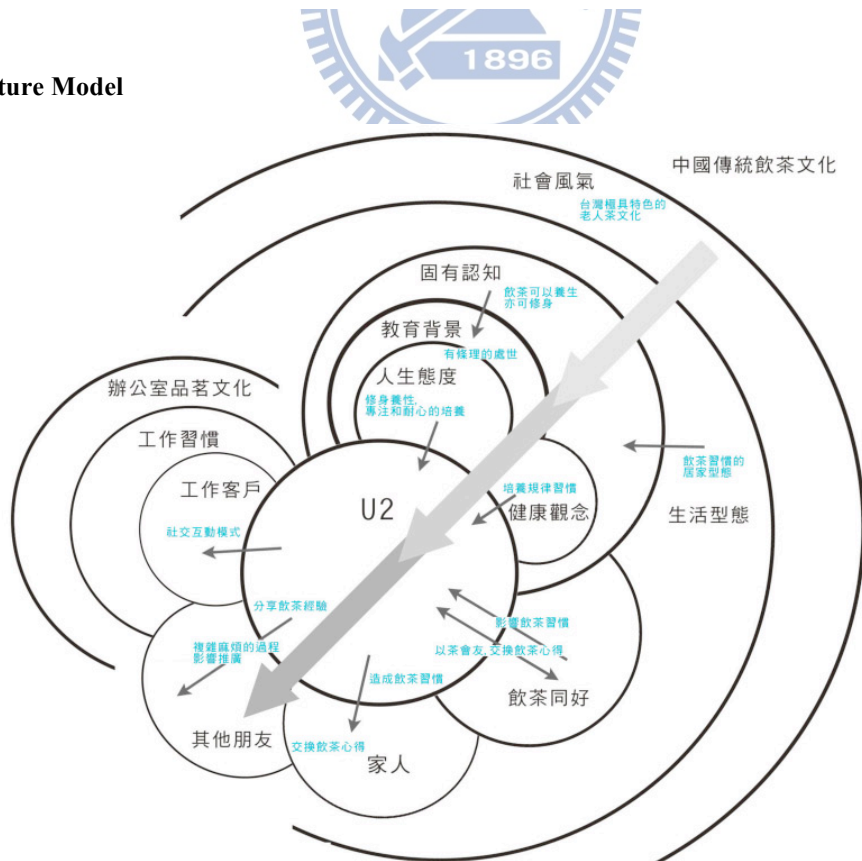 1896
ture Model
中國傳統飲茶文化
社會風氣
台灣極具特色的
老人茶文化
固有認知
飲茶可以養生
亦可修身
教育背景
有條理的處世
人生態度
修身養性,
專注和耐心的培養
辦公室品茗文化
工作習慣
工作客戶
社交互動模式
U2
培養規律習慣
健康觀念
飲茶習慣的
居家型態
生活型態
分享飲茶經驗
影響飲茶習慣
複雜麻煩的過程
影響推廣
以茶會友,交換飲茶心得
造成飲茶習慣
飲茶同好
其他朋友
交換飲茶心得
家人